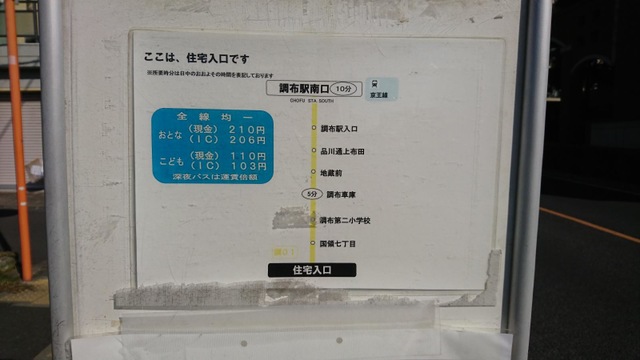 ここは、住宅入口です
※所要時分は日中のおおよその時間を表記しております
調布駅南口 10分
CHOFU STA. SOUTH
京王線
全線均一
おとな (現金) 210円
(IC) 206円
こども (現金) 110円
(IC) 103円
深夜バスは運賃倍額
調布駅入口
品川通上布田
地蔵前
5分 調布車庫
調布第二小学校
国領七丁目
調01
住宅入口